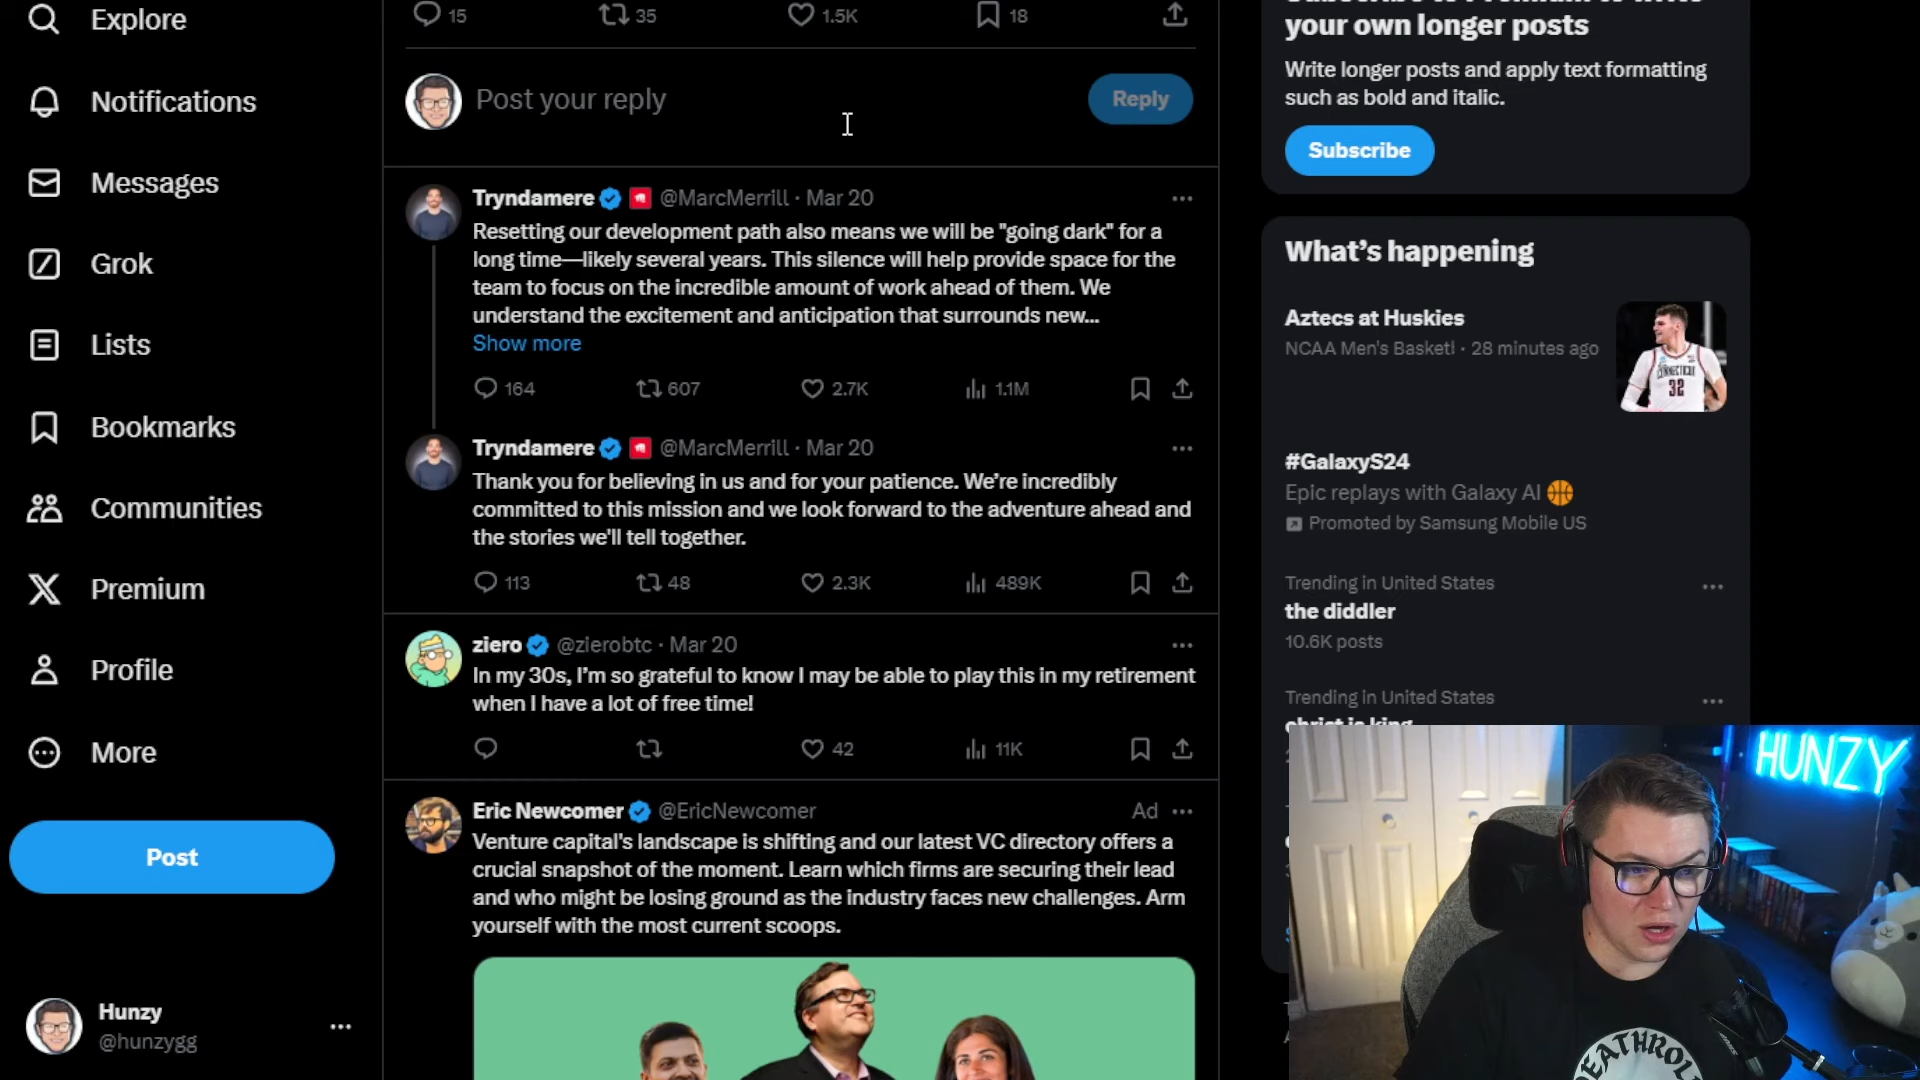 Explore
Notifications
Messages
Grok
Lists
Bookmarks
Communities
Premium
Profile
More
Post
Hunzy
@hunzygg
15 35 1.5K 18
Post your reply
Reply
Tryndamere @MarcMerrill · Mar 20
Resetting our development path also means we will be "going dark" for a
long time—likely several years. This silence will help provide space for the
team to focus on the incredible amount of work ahead of them. We
understand the excitement and anticipation that surrounds new...
Show more
164 607 2.7K 1.1M
Tryndamere @MarcMerrill · Mar 20
Thank you for believing in us and for your patience. We’re incredibly
committed to this mission and we look forward to the adventure ahead and
the stories we'll tell together.
113 48 2.3K 489K
ziero @zierobtc · Mar 20
In my 30s, I’m so grateful to know I may be able to play this in my retirement
when I have a lot of free time!
42 11K
Eric Newcomer @EricNewcomer Ad
Venture capital's landscape is shifting and our latest VC directory offers a
crucial snapshot of the moment. Learn which firms are securing their lead
and who might be losing ground as the industry faces new challenges. Arm
yourself with the most current scoops.
your own longer posts
Write longer posts and apply text formatting
such as bold and italic.
Subscribe
What’s happening
Aztecs at Huskies
NCAA Men's Basketl · 28 minutes ago
CONNECTICUT
32
#GalaxyS24
Epic replays with Galaxy AI
Promoted by Samsung Mobile US
Trending in United States
the diddler
10.6K posts
Trending in United States
christ is king
HUNZY